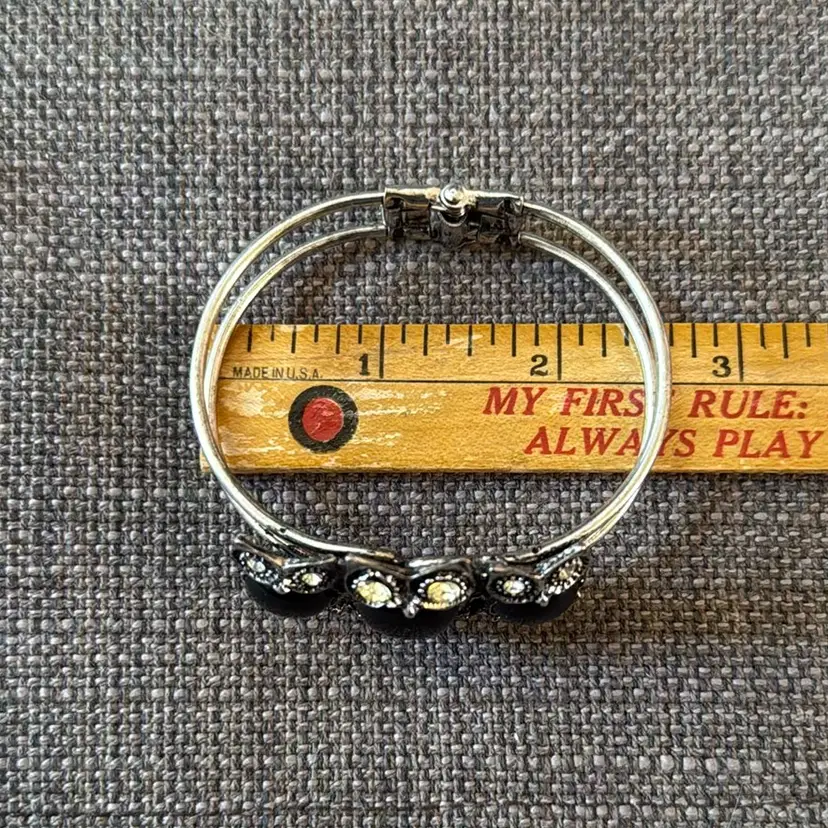 1 2 3
MADE IN U.S.A.
MY FIRST RULE:
ALWAYS PLAY